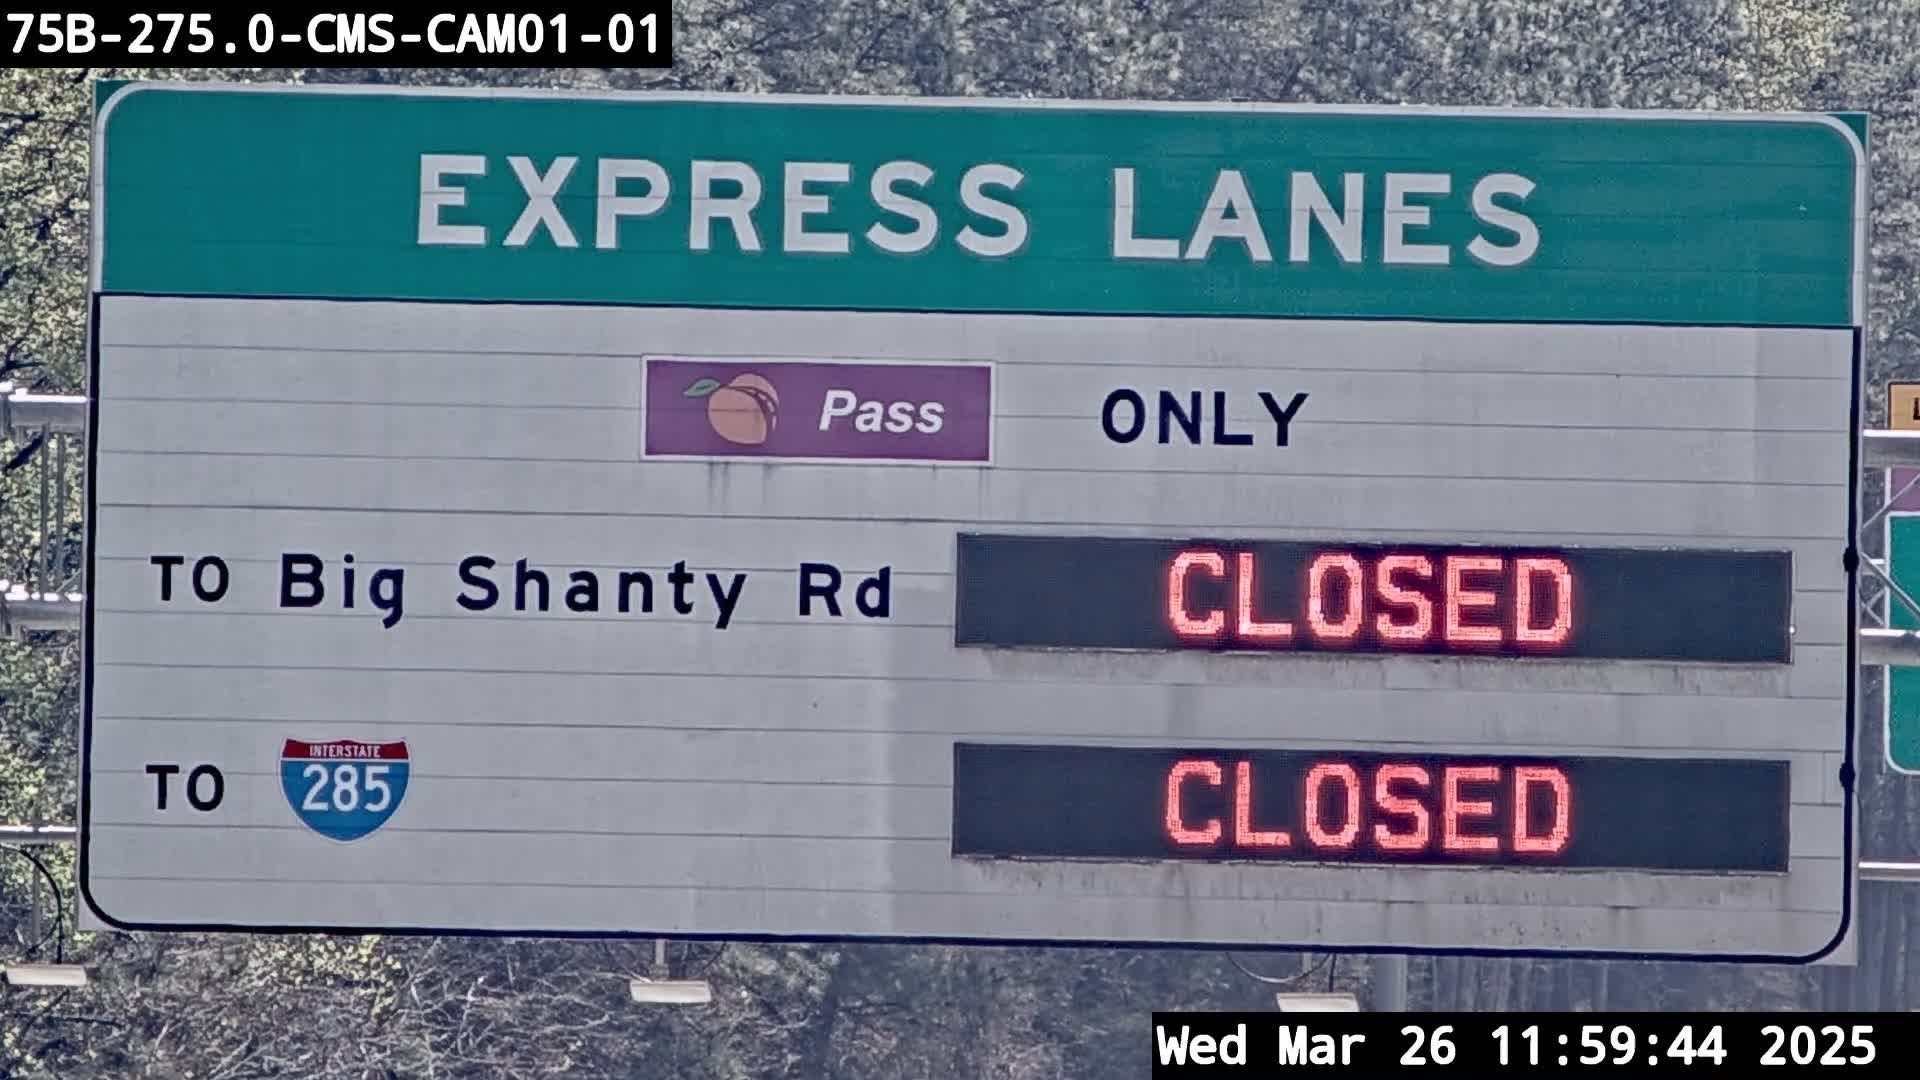 75B-275.0-CMS-CAM01-01
EXPRESS LANES
Pass ONLY
TO Big Shanty Rd CLOSED
INTERSTATE
TO 285 CLOSED
Wed Mar 26 11:59:44 2025